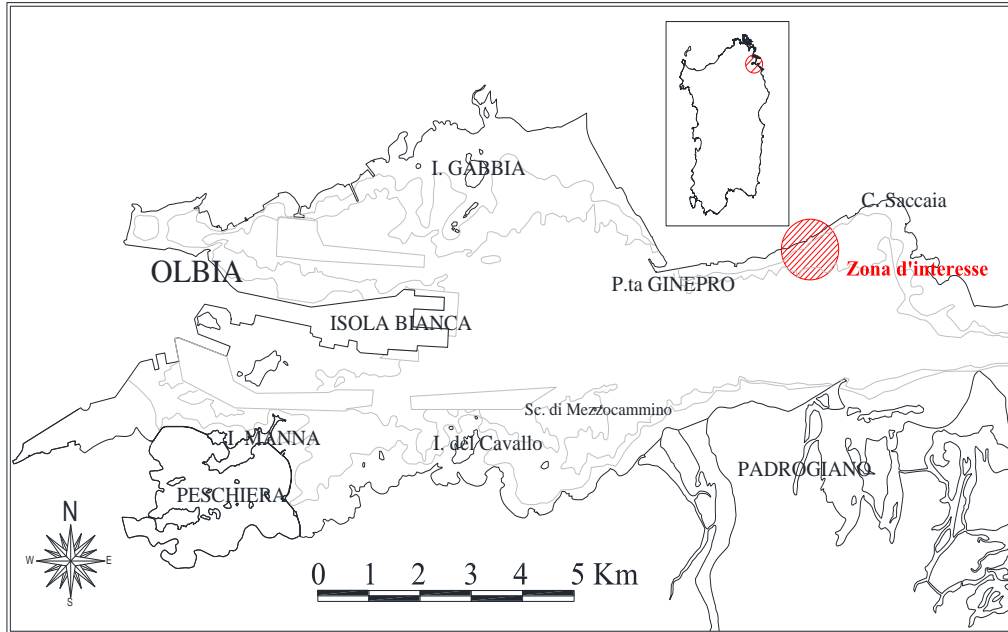 I. GABBIA
C. Saccaia
OLBIA
Zona d'interesse
P.ta GINEPRO
ISOLA BIANCA
Sc. di Mezzocammino
I. MANNA
I. del Cavallo
PADROGIANO
PESCHIERA
N
W E
S
0 1 2 3 4 5 Km